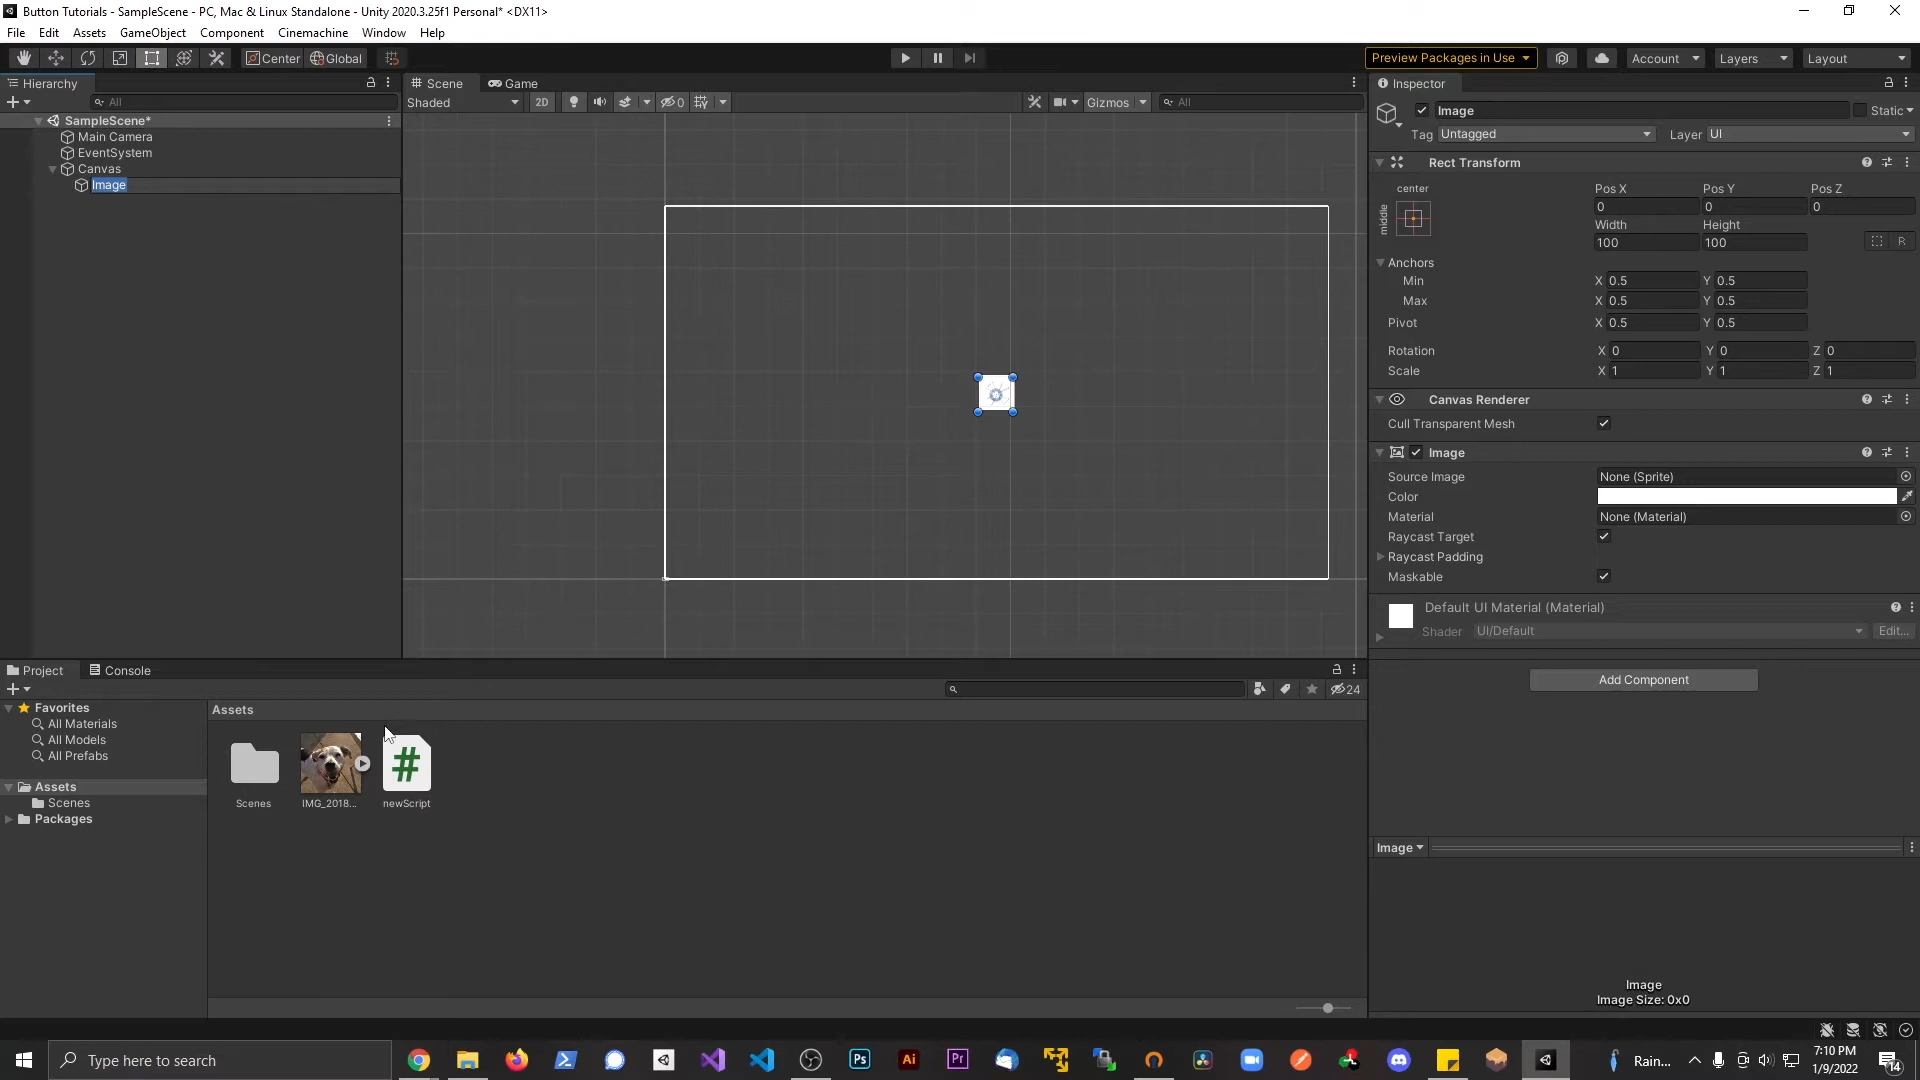 Button Tutorials - SampleScene - PC, Mac & Linux Standalone - Unity 2020.3.25f1 Personal* <DX11>
File Edit Assets GameObject Component Cinemachine Window Help
Center Global Preview Packages in Use Account Layers Layout
Hierarchy
All
SampleScene*
Main Camera
EventSystem
Canvas
Image
Scene Game
Shaded 2D 0 Gizmos All
Inspector
Image Static
Tag Untagged Layer UI
Rect Transform
center
middle
Pos X Pos Y Pos Z
0 0 0
Width Height
100 100 R
Anchors
Min X 0.5 Y 0.5
Max X 0.5 Y 0.5
Pivot X 0.5 Y 0.5
Rotation X 0 Y 0 Z 0
Scale X 1 Y 1 Z 1
Canvas Renderer
Cull Transparent Mesh
Image
Source Image None (Sprite)
Color
Material None (Material)
Raycast Target
Raycast Padding
Maskable
Default UI Material (Material)
Shader UI/Default Edit...
Add Component
Image
Image
Image Size: 0x0
Project Console
24
Favorites
All Materials
All Models
All Prefabs
Assets
Scenes
Packages
Assets
Scenes IMG_2018... newScript
#
Type here to search
Ps Ai Pr
Rain...
7:10 PM
1/9/2022
14